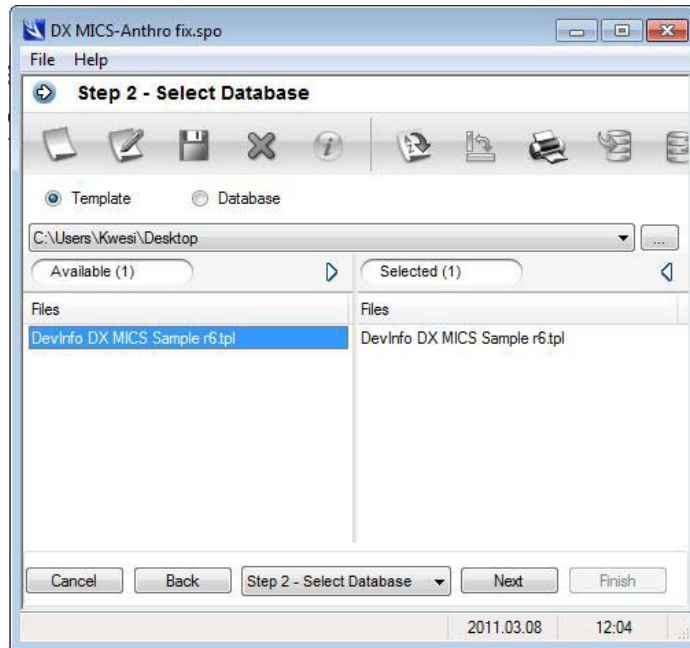 DX MICS-Anthro fix.spo
File Help
Step 2 - Select Database
Template Database
C:\Users\Kwesi\Desktop ...
Available (1) Selected (1)
Files Files
DevInfo DX MICS Sample r6.tpl DevInfo DX MICS Sample r6.tpl
Cancel Back Step 2 - Select Database Next Finish
2011.03.08 12:04